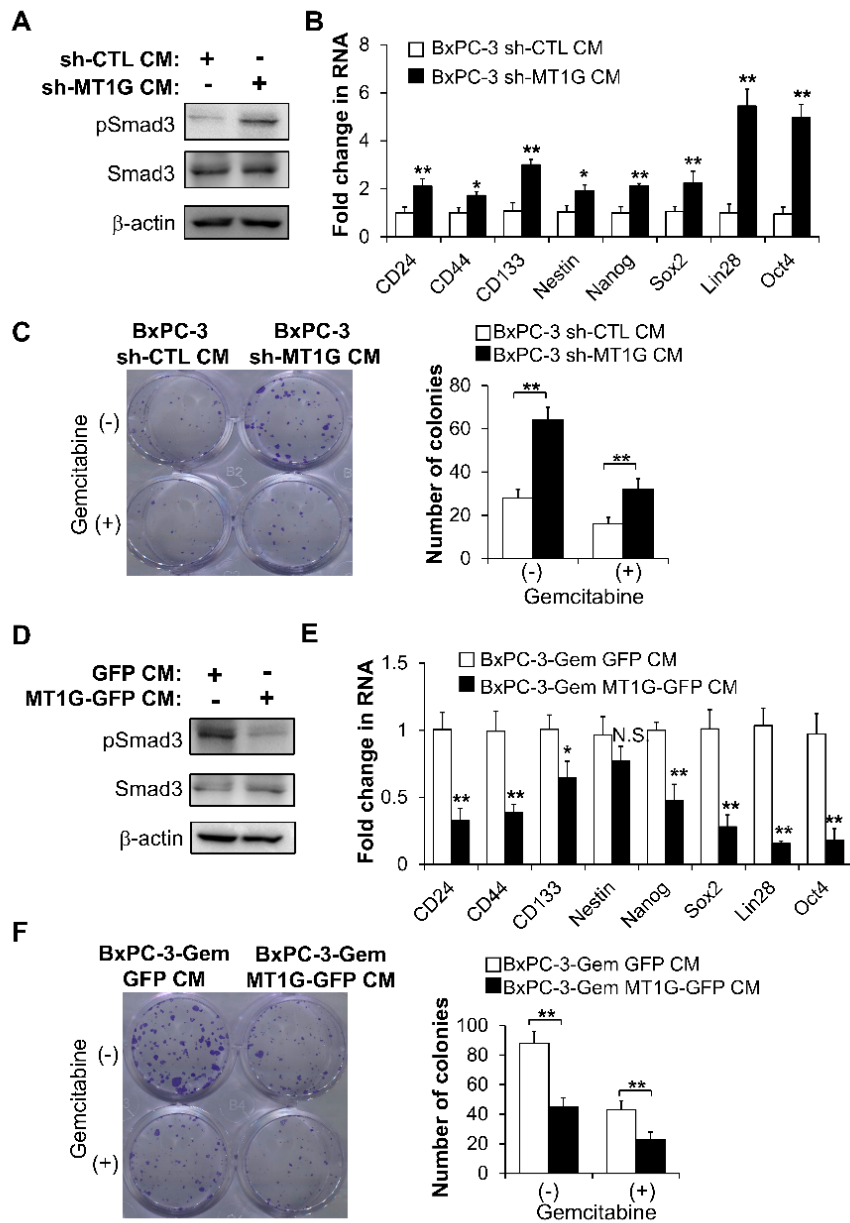 A
sh-CTL CM: + -
sh-MT1G CM: - +
pSmad3
Smad3
β-actin
B
BxPC-3 sh-CTL CM
BxPC-3 sh-MT1G CM
Fold change in RNA
8
6
4
2
0
** * ** * ** ** ** **
CD24 CD44 CD133 Nestin Nanog Sox2 Lin28 Oct4
C
BxPC-3 BxPC-3
sh-CTL CM sh-MT1G CM
Gemcitabine
(-)
(+)
B2
BxPC-3 sh-CTL CM
BxPC-3 sh-MT1G CM
Number of colonies
80
60
40
20
0
** **
(-) (+)
Gemcitabine
D
GFP CM: + -
MT1G-GFP CM: - +
pSmad3
Smad3
β-actin
E
BxPC-3-Gem GFP CM
BxPC-3-Gem MT1G-GFP CM
Fold change in RNA
1.5
1
0.5
0
** ** * N.S. ** ** ** **
CD24 CD44 CD133 Nestin Nanog Sox2 Lin28 Oct4
F
BxPC-3-Gem BxPC-3-Gem
GFP CM MT1G-GFP CM
Gemcitabine
(-)
(+)
B4
BxPC-3-Gem GFP CM
BxPC-3-Gem MT1G-GFP CM
Number of colonies
100
80
60
40
20
0
** **
(-) (+)
Gemcitabine